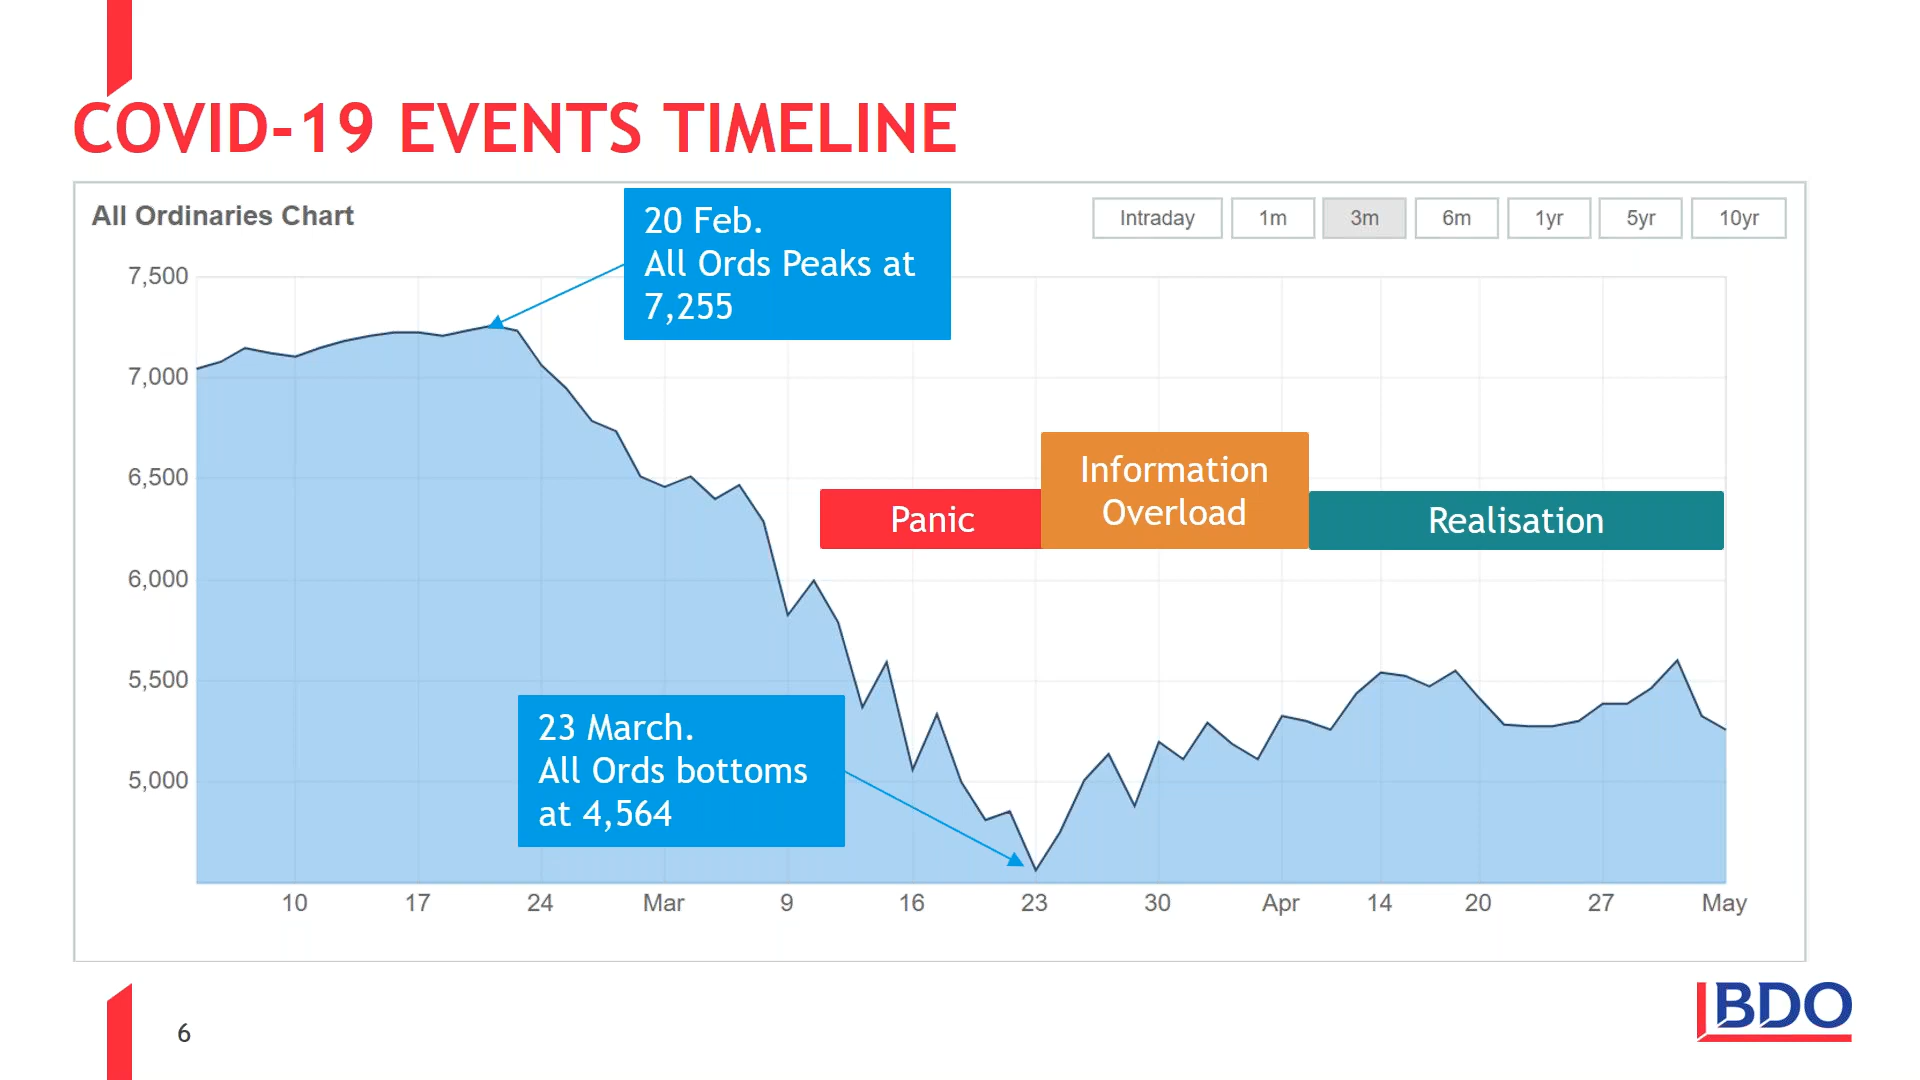 COVID-19 EVENTS TIMELINE
All Ordinaries Chart
20 Feb.
All Ords Peaks at
7,255
Intraday
1m
3m
6m
1yr
5yr
10yr
7,500
7,000
6,500
6,000
5,500
5,000
Panic
Information
Overload
Realisation
23 March.
All Ords bottoms
at 4,564
10
17
24
Mar
9
16
23
30
Apr
14
20
27
May
6
BDO